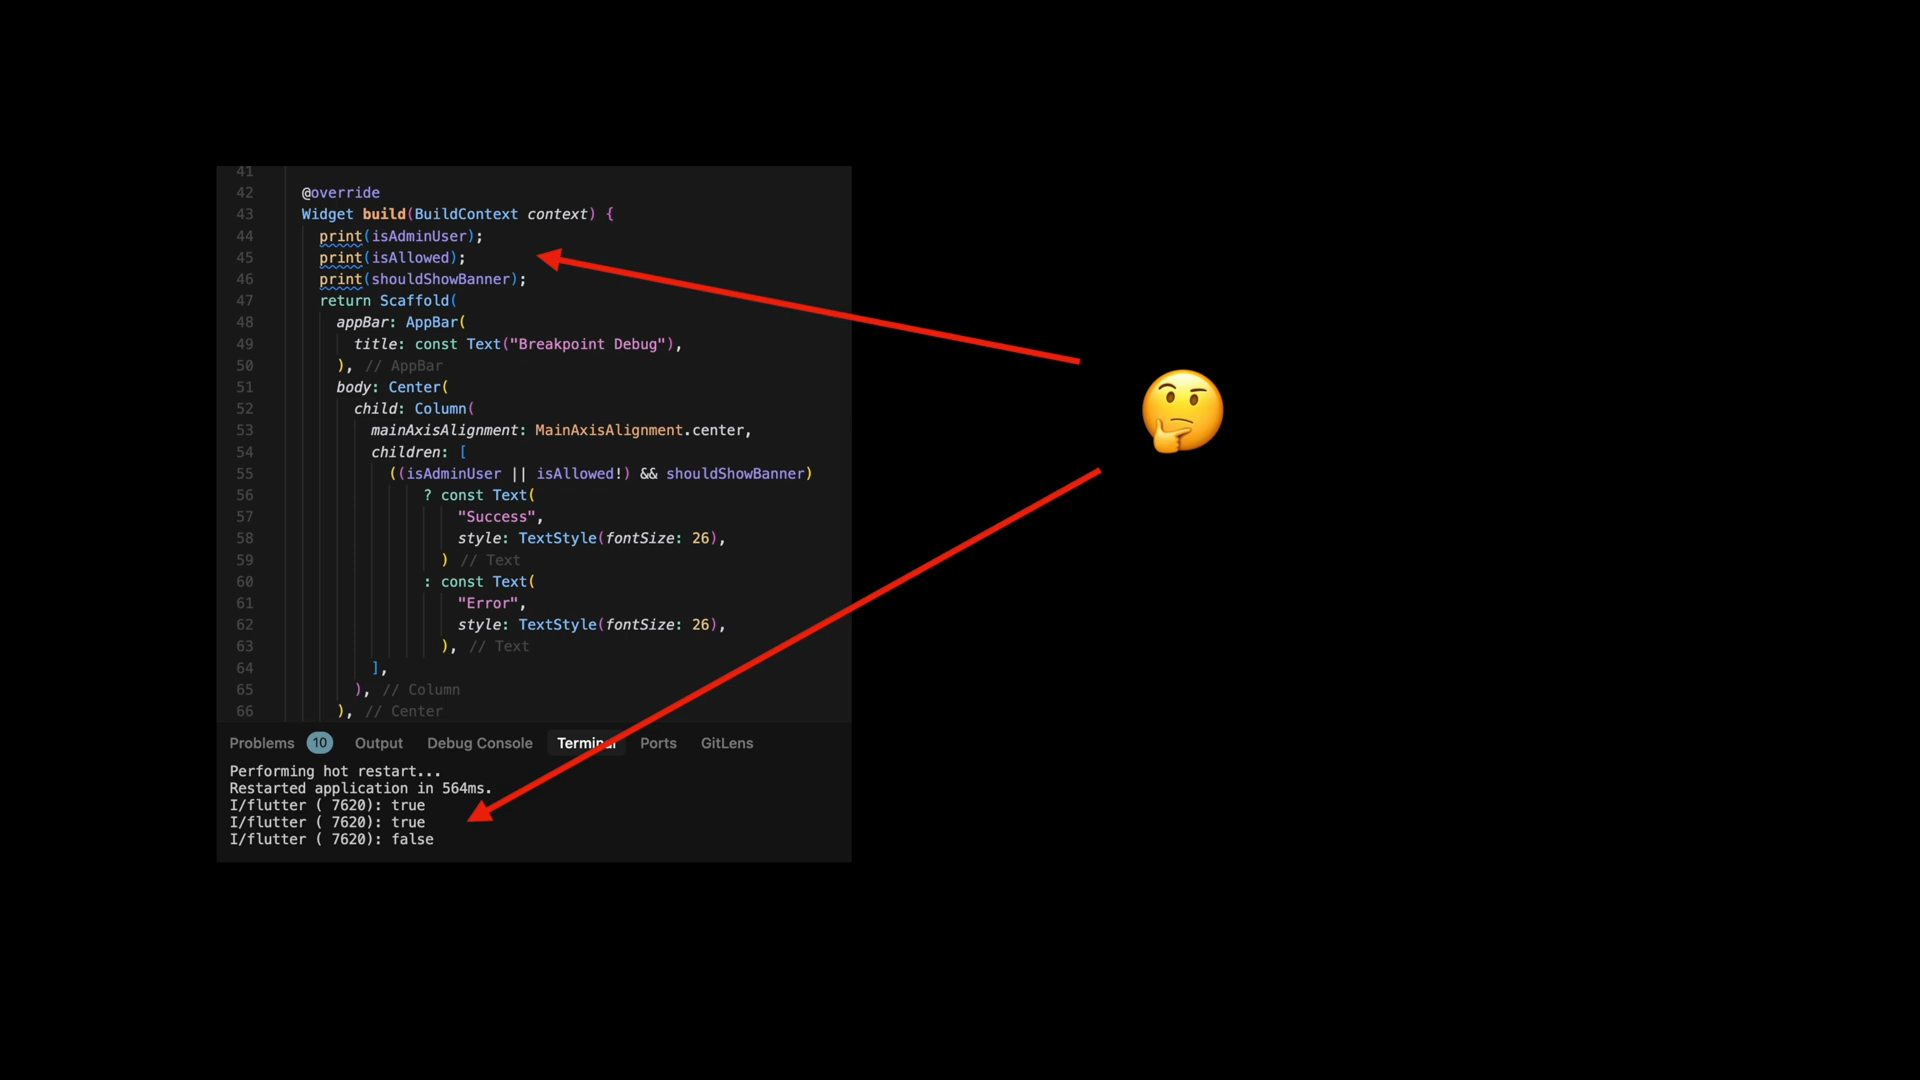 41
42 @override
43 Widget build(BuildContext context) {
44 print(isAdminUser);
45 print(isAllowed);
46 print(shouldShowBanner);
47 return Scaffold(
48 appBar: AppBar(
49 title: const Text("Breakpoint Debug"),
50 ), // AppBar
51 body: Center(
52 child: Column(
53 mainAxisAlignment: MainAxisAlignment.center,
54 children: [
55 ((isAdminUser || isAllowed!) && shouldShowBanner)
56 ? const Text(
57 "Success",
58 style: TextStyle(fontSize: 26),
59 ) // Text
60 : const Text(
61 "Error",
62 style: TextStyle(fontSize: 26),
63 ), // Text
64 ],
65 ), // Column
66 ), // Center
Problems 10 Output Debug Console Terminal Ports GitLens
Performing hot restart...
Restarted application in 564ms.
I/flutter ( 7620): true
I/flutter ( 7620): true
I/flutter ( 7620): false